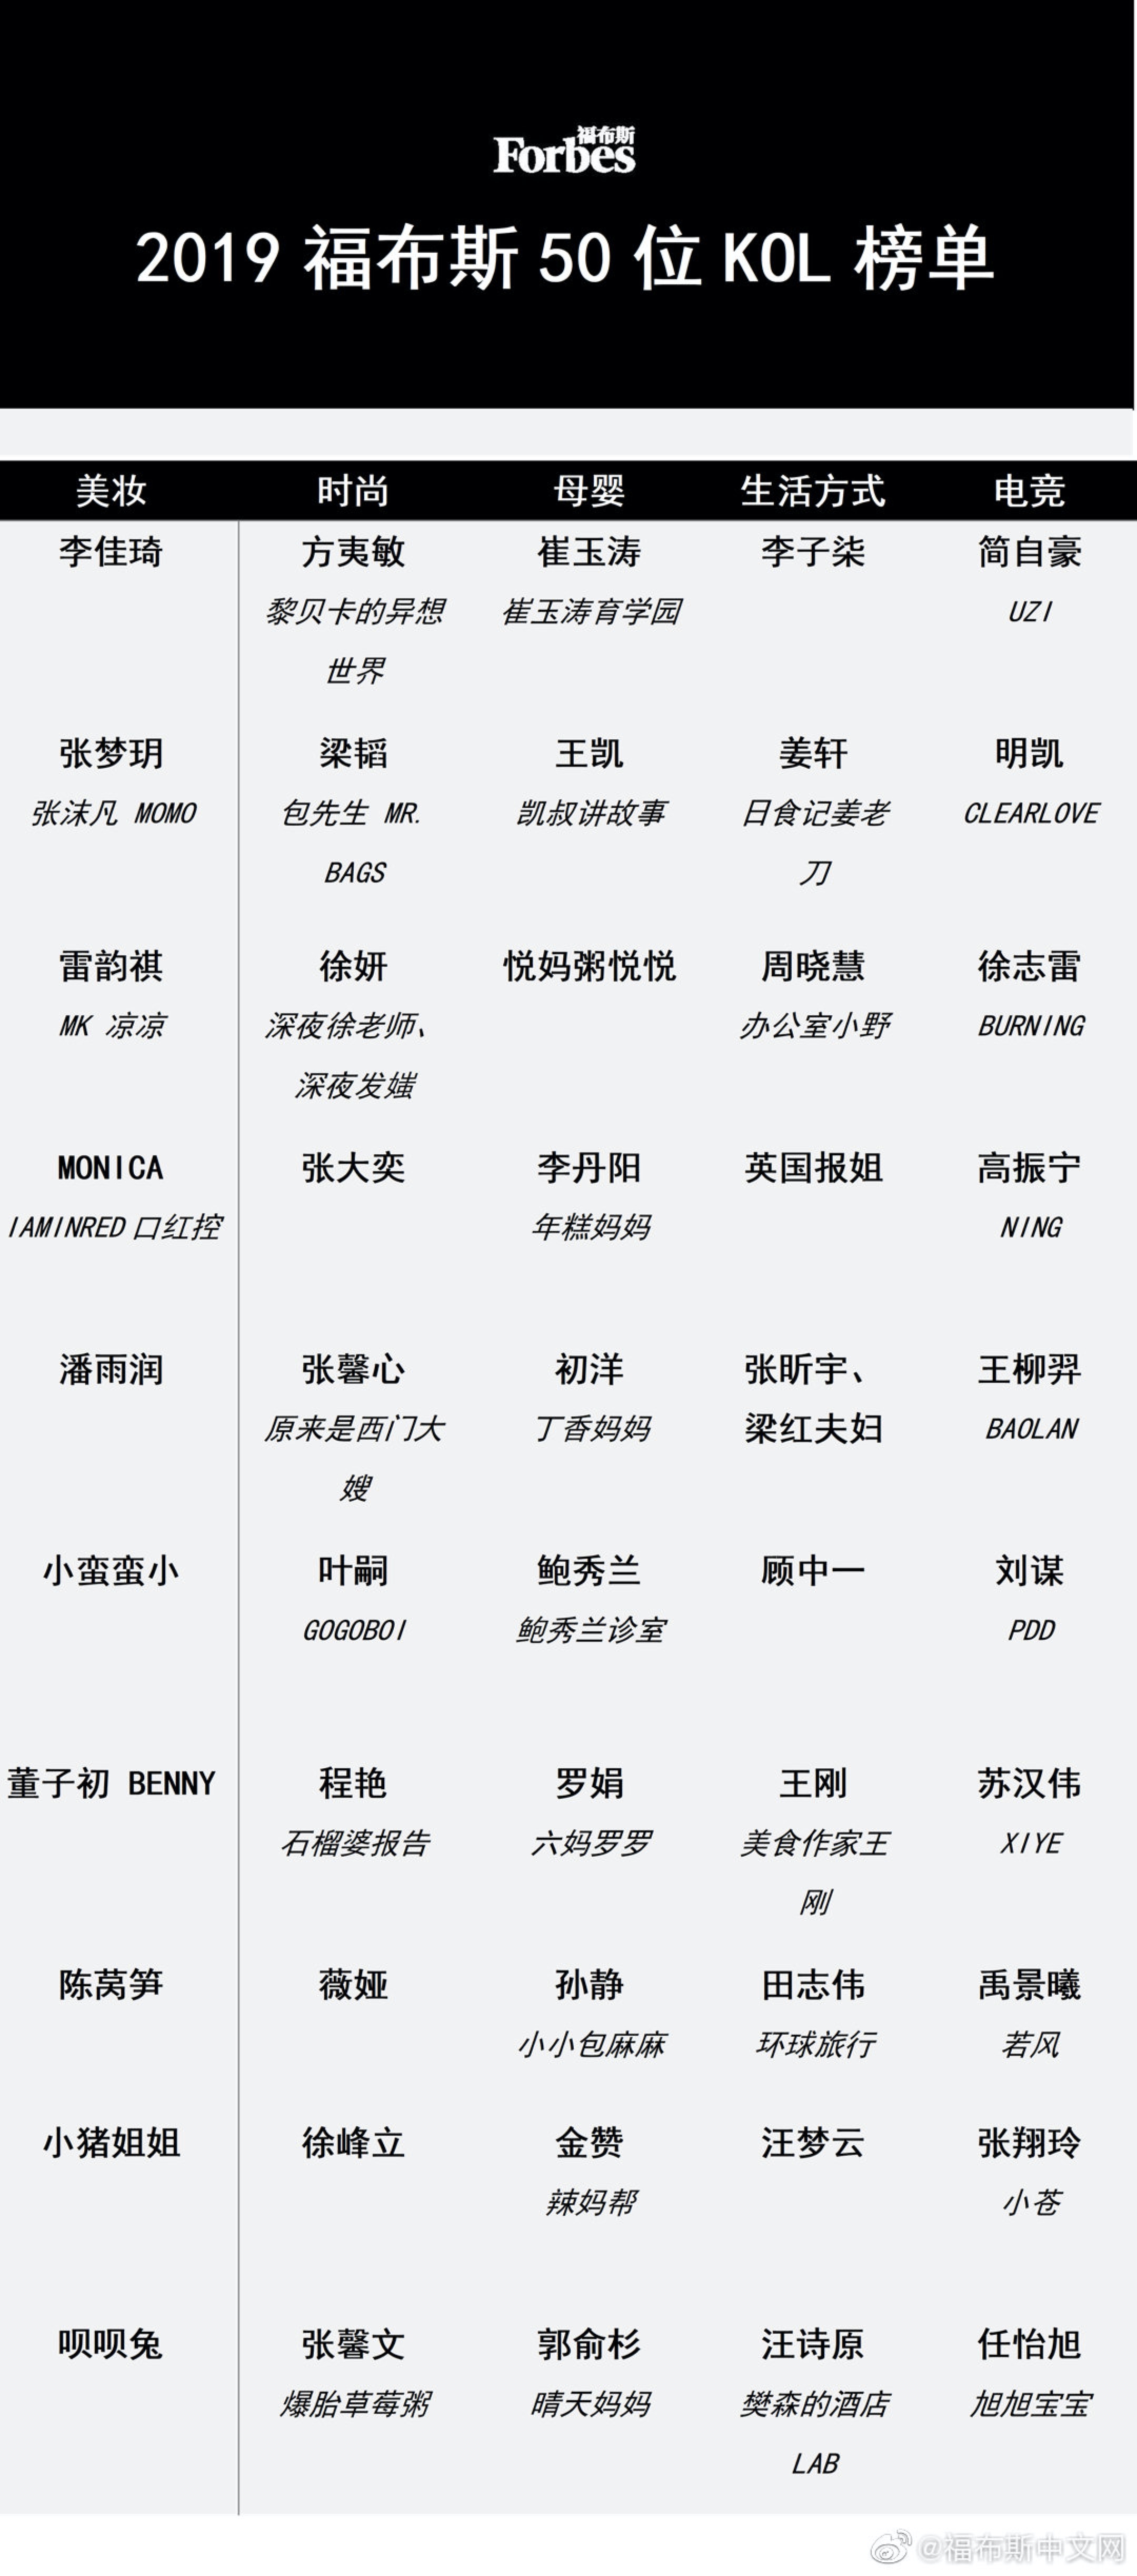 福布斯
Forbes
2019 福布斯 50 位 KOL 榜单
美妆 时尚 母婴 生活方式 电竞
李佳琦 方夷敏 崔玉涛 李子柒 简自豪
黎贝卡的异想 崔玉涛育学园 UZI
世界
张梦玥 梁韬 王凯 姜轩 明凯
张沫凡 MOMO 包先生 MR. 凯叔讲故事 日食记姜老 CLEARLOVE
BAGS 刀
雷韵祺 徐妍 悦妈粥悦悦 周晓慧 徐志雷
MK 凉凉 深夜徐老师、 办公室小野 BURNING
深夜发媸
MONICA 张大奕 李丹阳 英国报姐 高振宁
IAMINRED 口红控 年糕妈妈 NING
潘雨润 张馨心 初洋 张昕宇、 王柳羿
原来是西门大 丁香妈妈 梁红夫妇 BAOLAN
嫂
小蛮蛮小 叶嗣 鲍秀兰 顾中一 刘谋
GOGOBOI 鲍秀兰诊室 PDD
董子初 BENNY 程艳 罗娟 王刚 苏汉伟
石榴婆报告 六妈罗罗 美食作家王 XIYE
刚
陈莴笋 薇娅 孙静 田志伟 禹景曦
小小包麻麻 环球旅行 若风
小猪姐姐 徐峰立 金赞 汪梦云 张翔玲
辣妈帮 小苍
呗呗兔 张馨文 郭俞杉 汪诗原 任怡旭
爆胎草莓粥 晴天妈妈 樊森的酒店 旭旭宝宝
LAB
@福布斯中文网